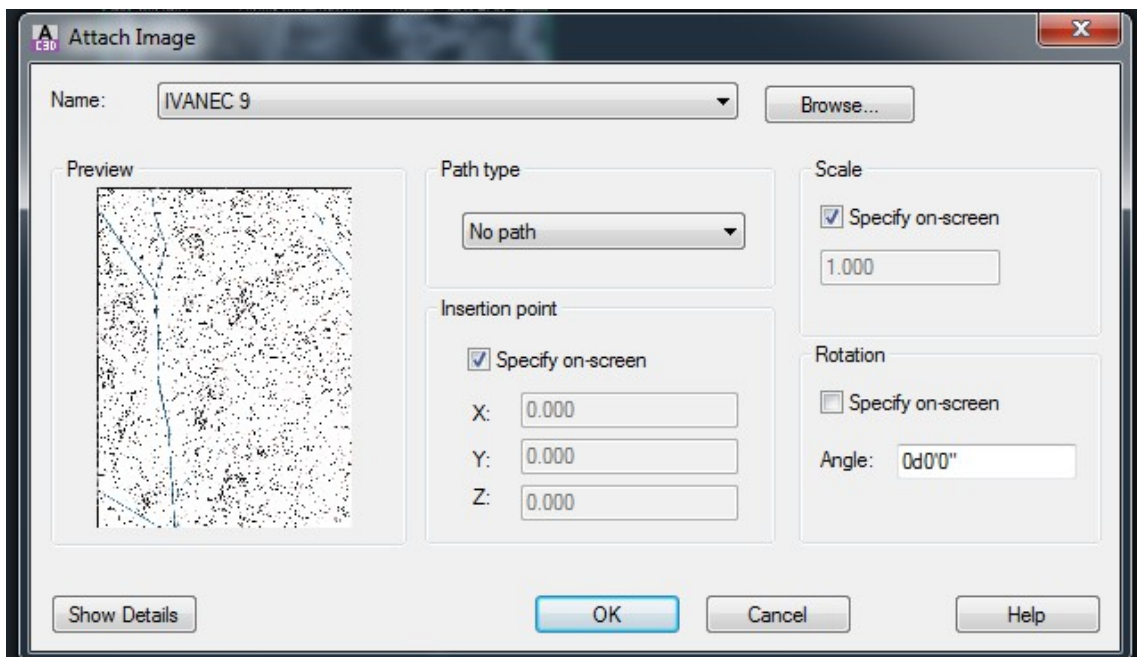 A
C3D
Attach Image
Name:
IVANEC 9
Browse...
Preview
Path type
No path
Insertion point
Specify on-screen
X:
0.000
Y:
0.000
Z:
0.000
Scale
Specify on-screen
1.000
Rotation
Specify on-screen
Angle:
0d0'0"
Show Details
OK
Cancel
Help